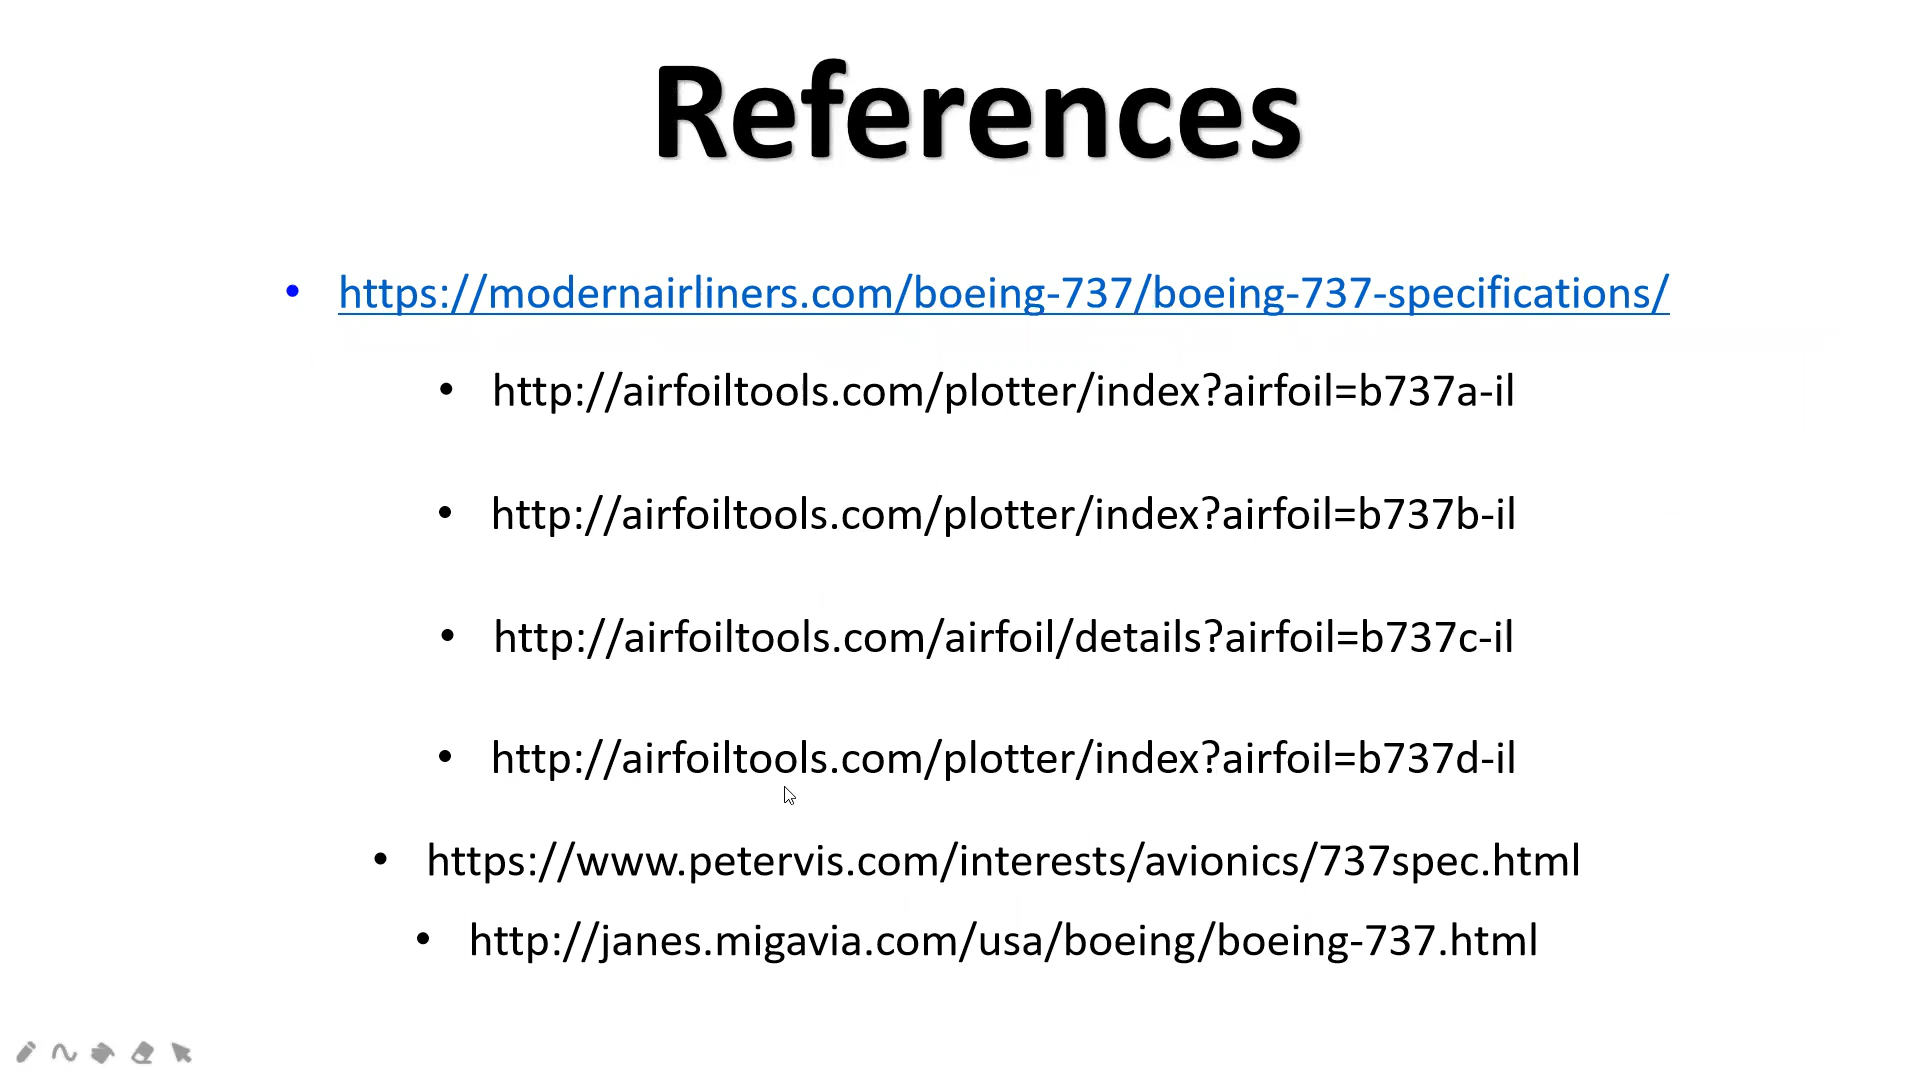 References
• https://modernairliners.com/boeing-737/boeing-737-specifications/
• http://airfoiltools.com/plotter/index?airfoil=b737a-il
• http://airfoiltools.com/plotter/index?airfoil=b737b-il
• http://airfoiltools.com/airfoil/details?airfoil=b737c-il
• http://airfoiltools.com/plotter/index?airfoil=b737d-il
• https://www.petervis.com/interests/avionics/737spec.html
• http://janes.migavia.com/usa/boeing/boeing-737.html